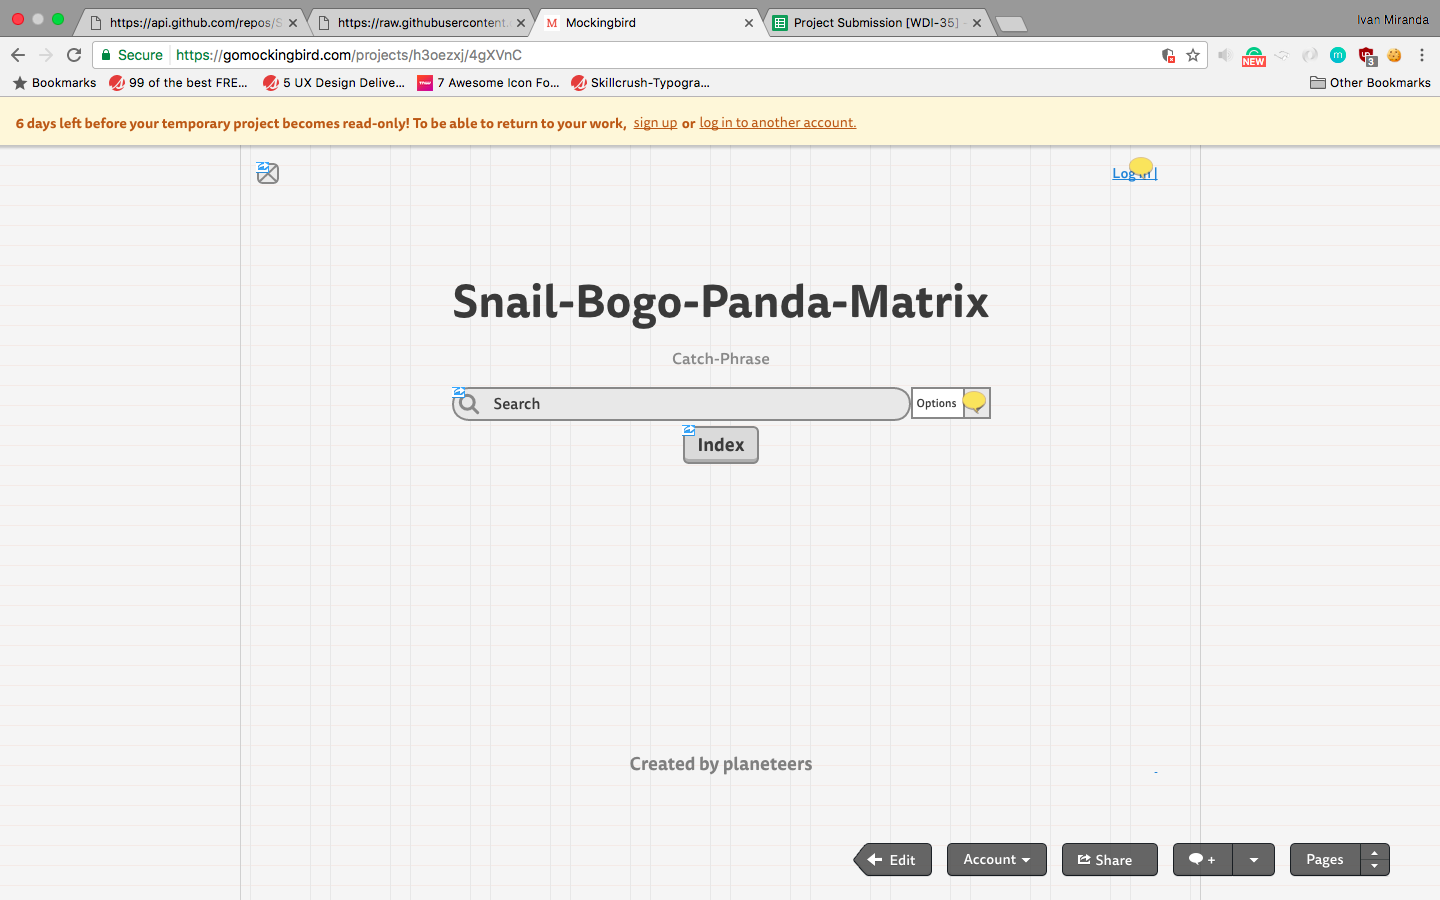 Ivan Miranda
https://api.github.com/repos/S
https://raw.githubusercontent.
Mockingbird
Project Submission [WDI-35]
Secure https://gomockingbird.com/projects/h3oezxj/4gXVnC
NEW
m
3
Bookmarks 99 of the best FRE... 5 UX Design Delive... 7 Awesome Icon Fo... Skillcrush-Typogra... Other Bookmarks
6 days left before your temporary project becomes read-only! To be able to return to your work, sign up or log in to another account.
Log in |
Snail-Bogo-Panda-Matrix
Catch-Phrase
Search
Options
Index
Created by planeteers
Edit Account Share + Pages